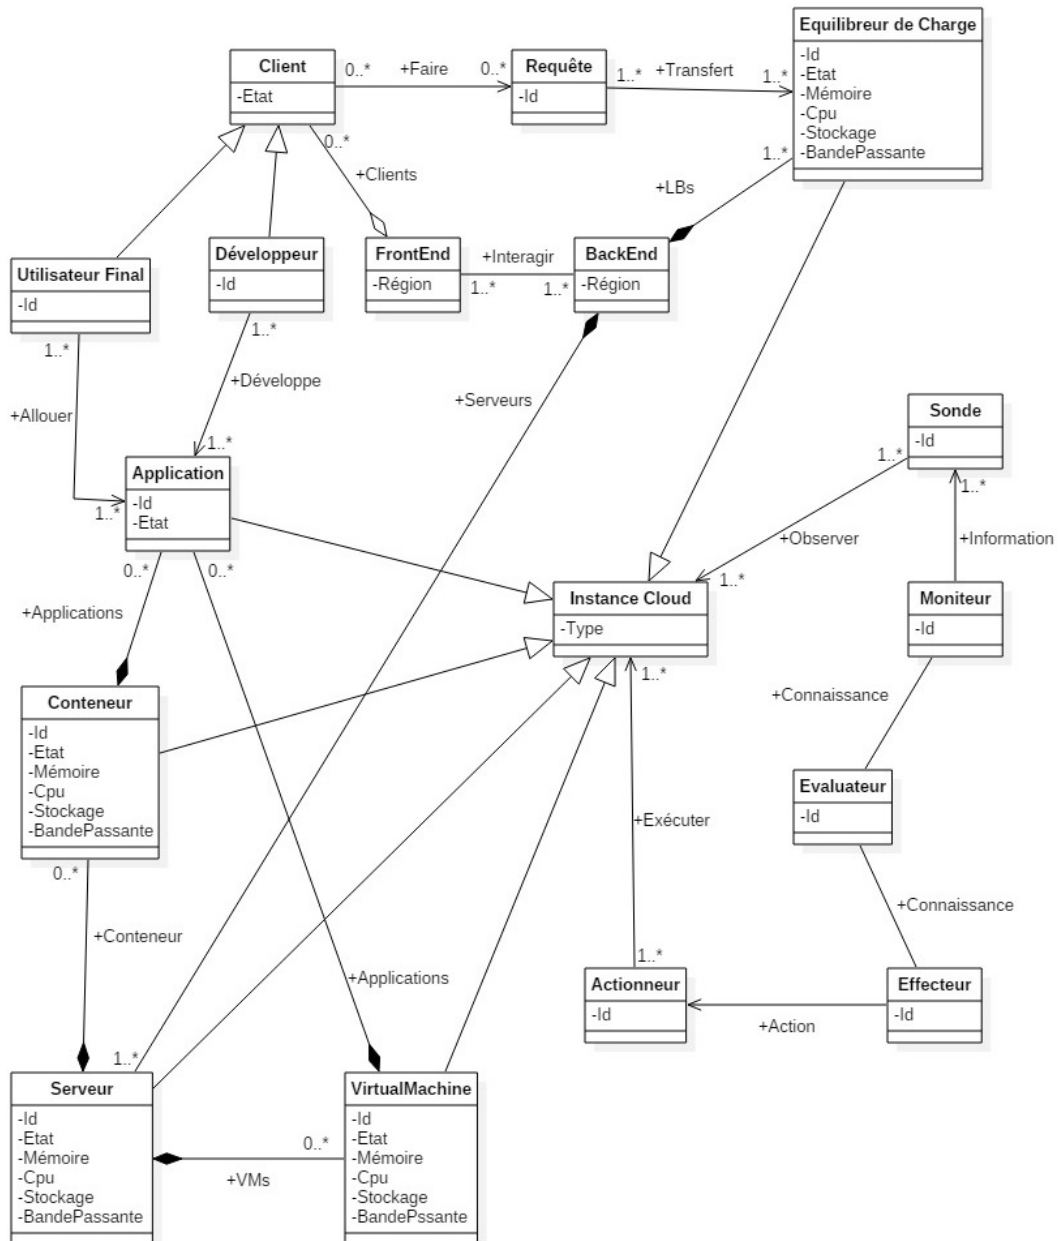 Equilibreur de Charge
-Id
-Etat
-Mémoire
-Cpu
-Stockage
-BandePassante
Client
-Etat
0..*
+Faire
0..*
Requête
-Id
1..*
+Transfert
1..*
0..*
+Clients
1..*
+LBs
Utilisateur Final
-Id
Développeur
-Id
FrontEnd
-Région
+Interagir
1..*
1..*
BackEnd
-Région
1..*
+Allouer
1..*
1..*
+Développe
1..*
+Serveurs
Sonde
-Id
1..*
1..*
+Observer
1..*
+Information
Application
-Id
-Etat
0..*
0..*
+Applications
Instance Cloud
-Type
1..*
Moniteur
-Id
+Connaissance
Conteneur
-Id
-Etat
-Mémoire
-Cpu
-Stockage
-BandePassante
0..*
+Conteneur
Evaluateur
-Id
+Exécuter
+Connaissance
+Applications
1..*
Actionneur
-Id
+Action
Effecteur
-Id
1..*
Serveur
-Id
-Etat
-Mémoire
-Cpu
-Stockage
-BandePassante
0..*
+VMs
VirtualMachine
-Id
-Etat
-Mémoire
-Cpu
-Stockage
-BandePssante